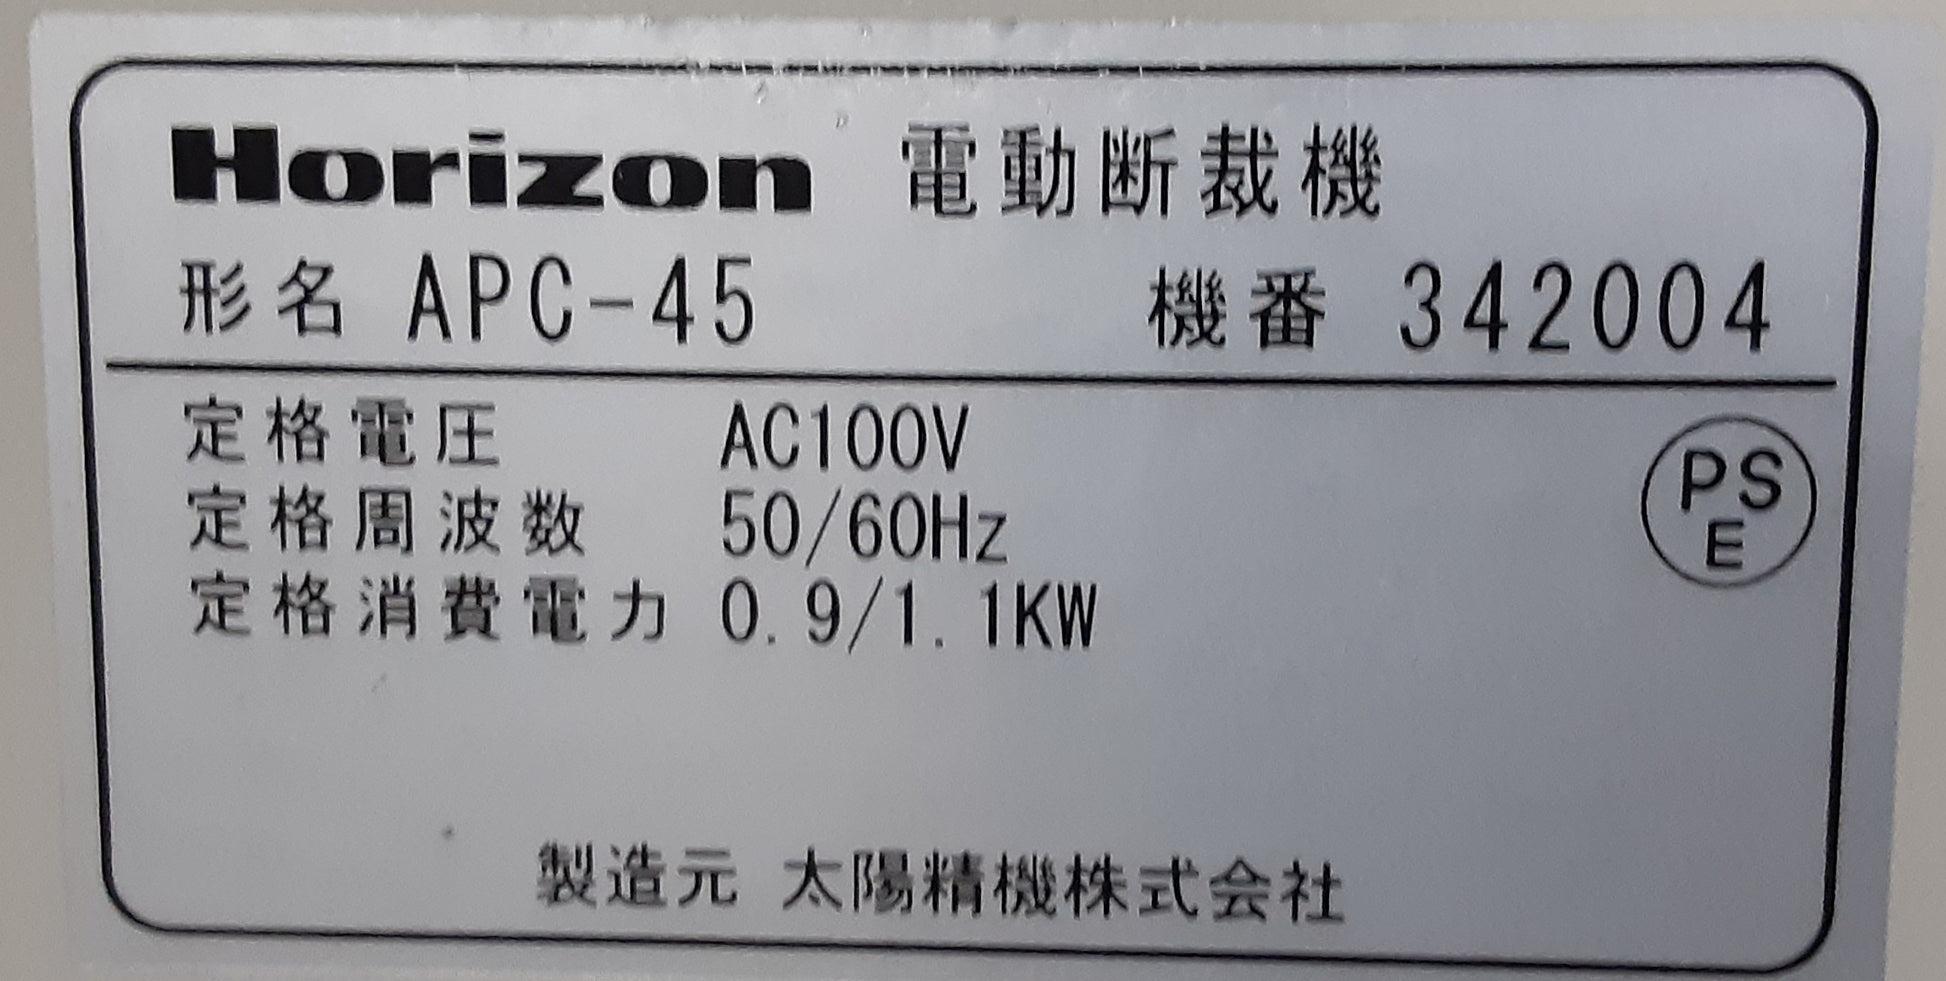 Horizon 電動断裁機
形名 APC-45 機番 342004
定格電圧 AC100V
定格周波数 50/60Hz
定格消費電力 0.9/1.1KW
PS
E
製造元 太陽精機株式会社